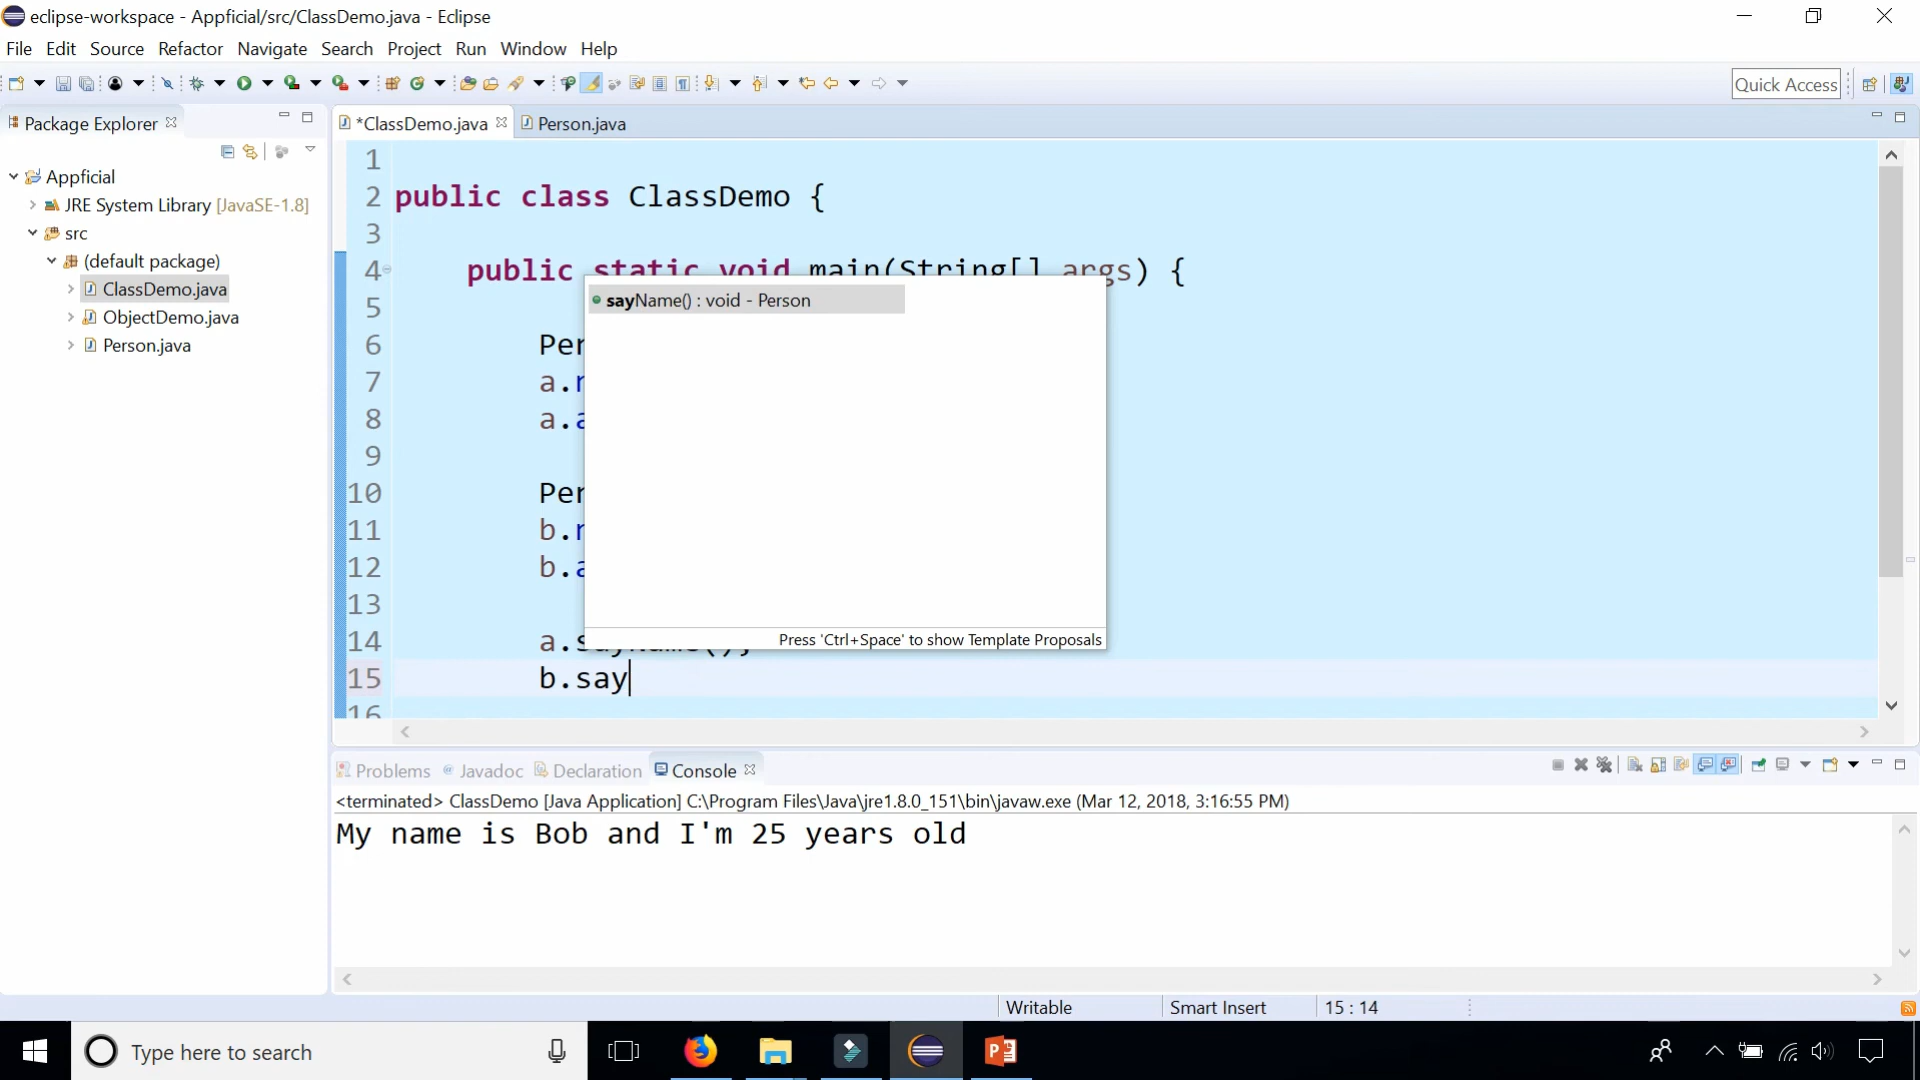 eclipse-workspace - Appficial/src/ClassDemo.java - Eclipse
File Edit Source Refactor Navigate Search Project Run Window Help
Quick Access
Package Explorer
*ClassDemo.java Person.java
Appficial
JRE System Library [JavaSE-1.8]
src
(default package)
ClassDemo.java
ObjectDemo.java
Person.java
1
2 public class ClassDemo {
3
4 public static void main(String[] args) {
5
sayName() : void - Person
6 Per
7 a.n
8 a.a
9
10 Per
11 b.n
12 b.a
13
Press 'Ctrl+Space' to show Template Proposals
14 a.sayName();
15 b.say
16
Problems Javadoc Declaration Console
<terminated> ClassDemo [Java Application] C:\Program Files\Java\jre1.8.0_151\bin\javaw.exe (Mar 12, 2018, 3:16:55 PM)
My name is Bob and I'm 25 years old
Writable Smart Insert 15 : 14
Type here to search